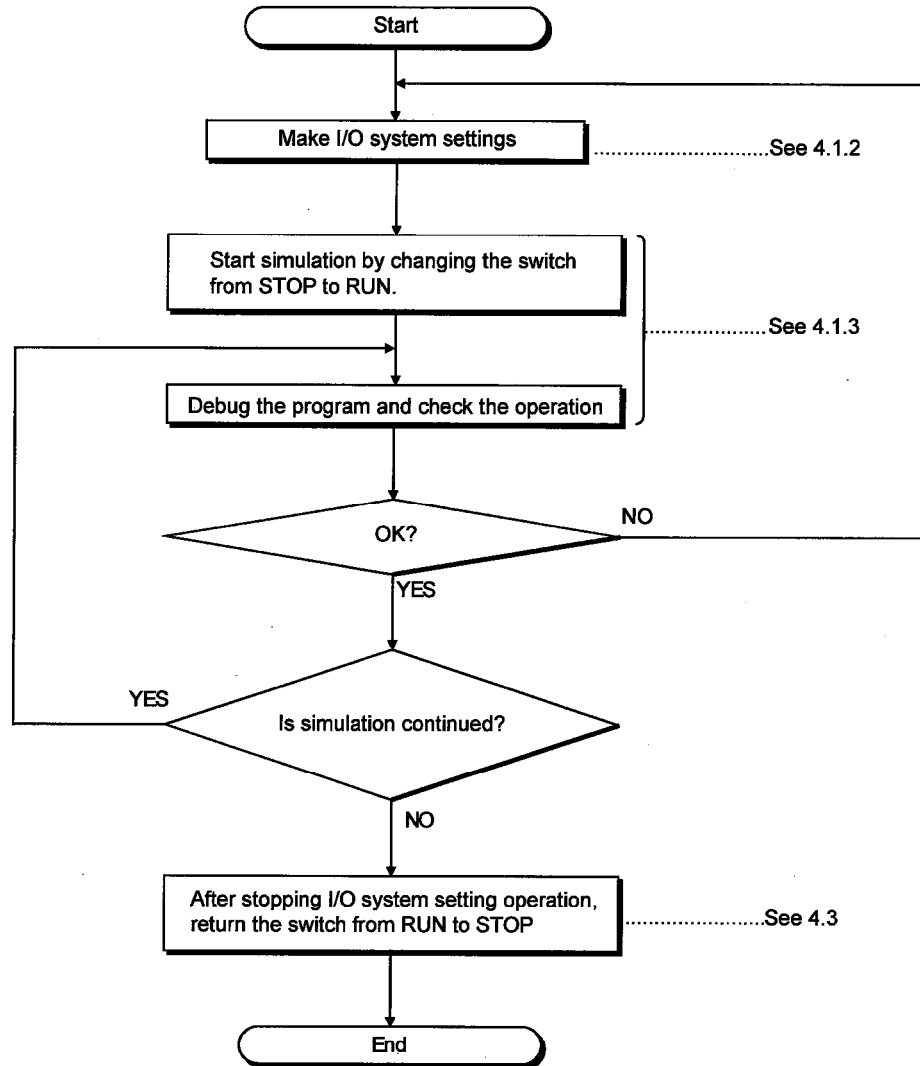 Start
Make I/O system settings
..................See 4.1.2
Start simulation by changing the switch
from STOP to RUN.
..................See 4.1.3
Debug the program and check the operation
OK?
NO
YES
YES
Is simulation continued?
NO
After stopping I/O system setting operation,
return the switch from RUN to STOP
..................See 4.3
End